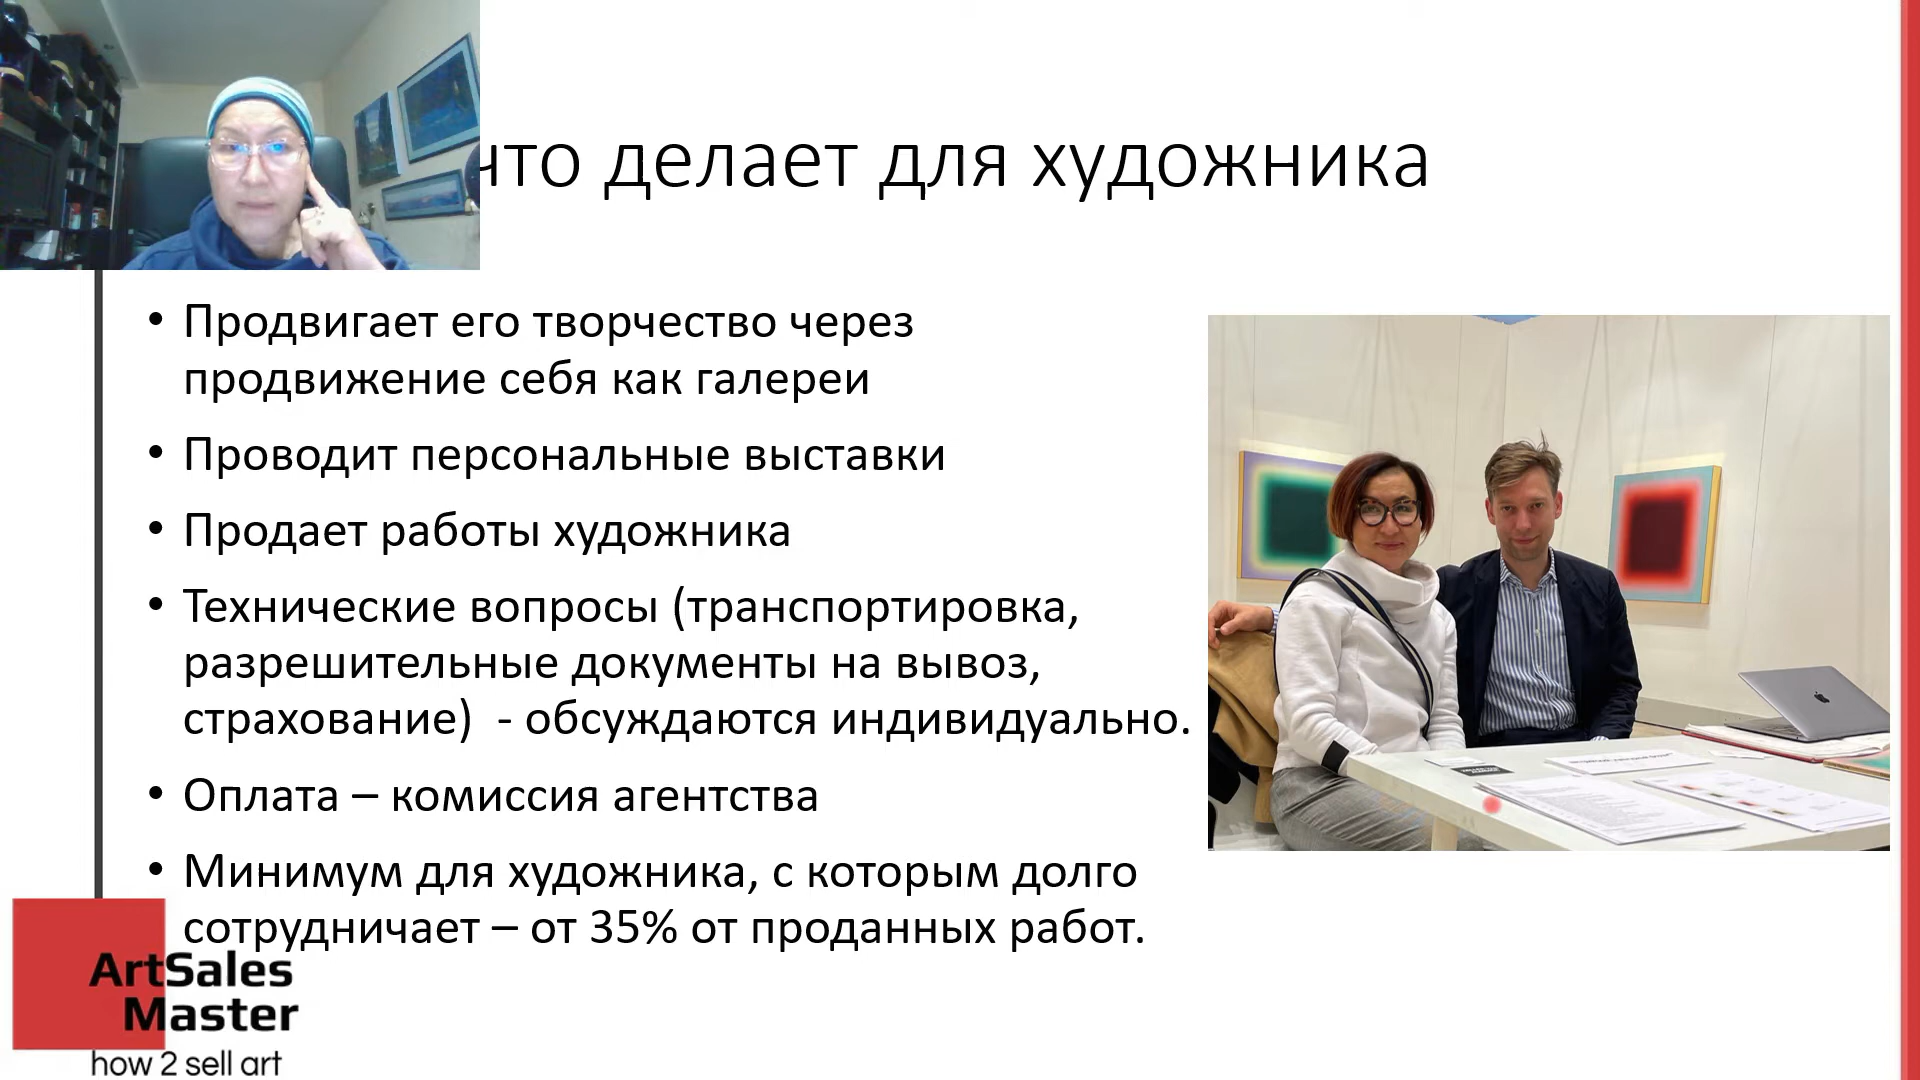 что делает для художника
• Продвигает его творчество через
продвижение себя как галереи
• Проводит персональные выставки
• Продает работы художника
• Технические вопросы (транспортировка,
разрешительные документы на вывоз,
страхование) - обсуждаются индивидуально.
• Оплата – комиссия агентства
• Минимум для художника, с которым долго
сотрудничает – от 35% от проданных работ.
ArtSales
Master
how 2 sell art